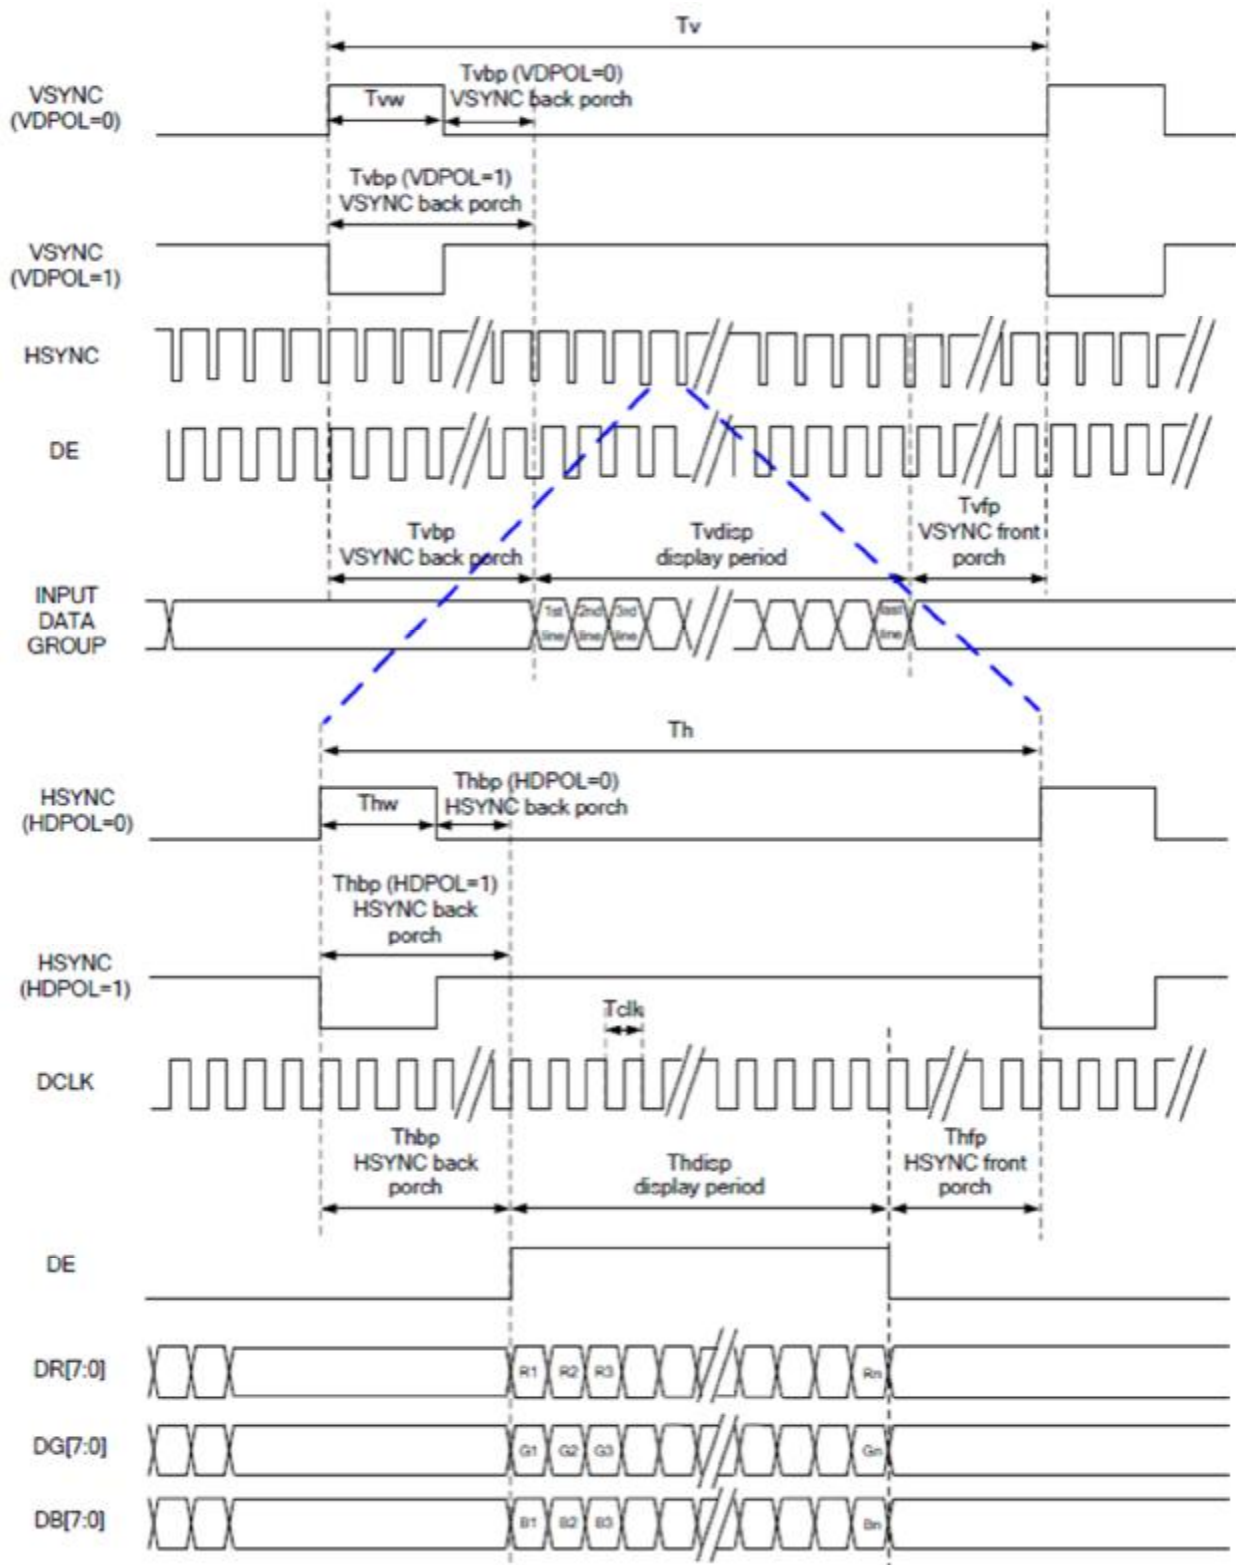 Tv
VSYNC
(VDPOL=0)
Tvw
Tvbp (VDPOL=0)
VSYNC back porch
Tvbp (VDPOL=1)
VSYNC back porch
VSYNC
(VDPOL=1)
HSYNC
DE
Tvbp
VSYNC back porch
Tvdisp
display period
Tvfp
VSYNC front
porch
INPUT
DATA
GROUP
1st
line
2nd
line
3rd
line
last
line
Th
HSYNC
(HDPOL=0)
Thw
Thbp (HDPOL=0)
HSYNC back porch
Thbp (HDPOL=1)
HSYNC back
porch
HSYNC
(HDPOL=1)
Tclk
DCLK
Thbp
HSYNC back
porch
Thdisp
display period
Thfp
HSYNC front
porch
DE
DR[7:0]
R1 R2 R3 Rn
DG[7:0]
G1 G2 G3 Gn
DB[7:0]
B1 B2 B3 Bn